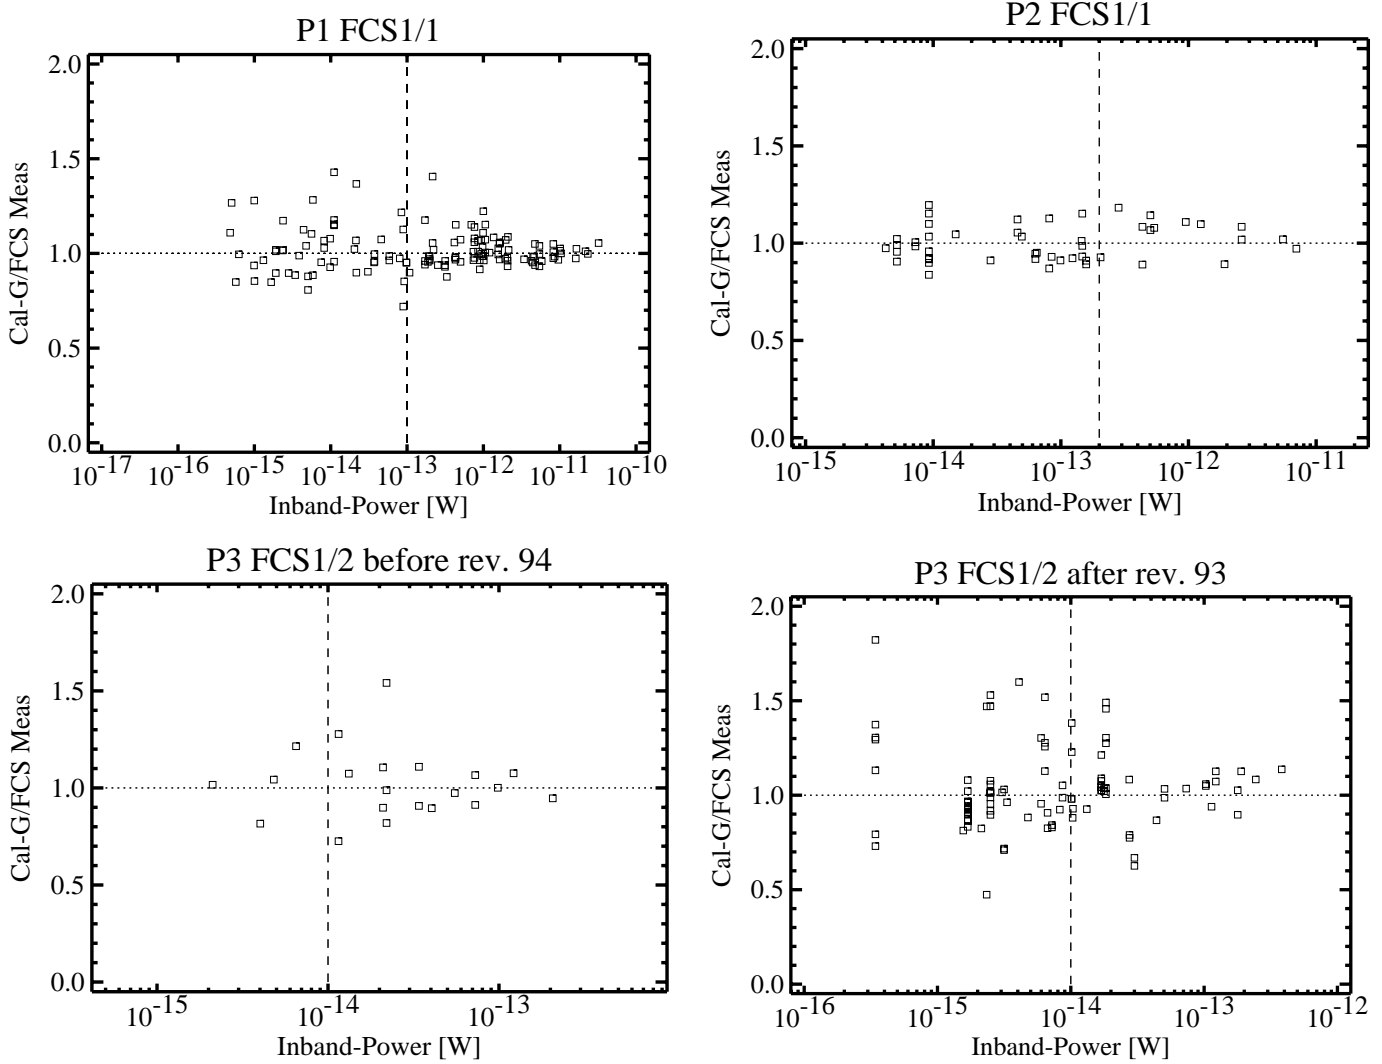 P1 FCS1/1
Cal-G/FCS Meas
2.0
1.5
1.0
0.5
0.0
10-17 10-16 10-15 10-14 10-13 10-12 10-11 10-10
Inband-Power [W]
P2 FCS1/1
Cal-G/FCS Meas
2.0
1.5
1.0
0.5
0.0
10-15 10-14 10-13 10-12 10-11
Inband-Power [W]
P3 FCS1/2 before rev. 94
Cal-G/FCS Meas
2.0
1.5
1.0
0.5
0.0
10-15 10-14 10-13
Inband-Power [W]
P3 FCS1/2 after rev. 93
Cal-G/FCS Meas
2.0
1.5
1.0
0.5
0.0
10-16 10-15 10-14 10-13 10-12
Inband-Power [W]